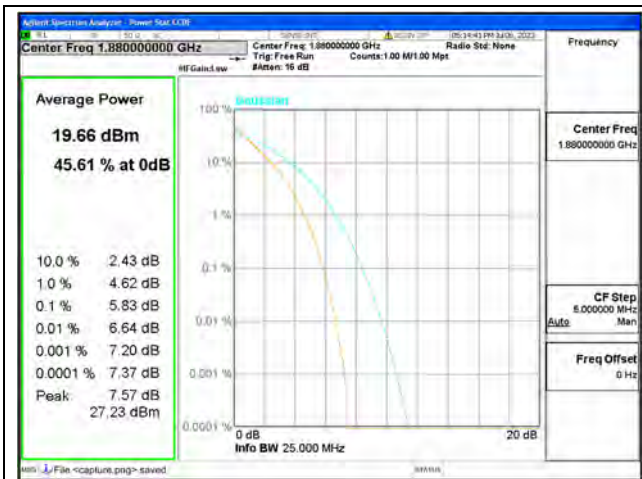 Agilent Spectrum Analyzer - Power Stat CCDF
Center Freq 1.880000000 GHz
Center Freq: 1.880000000 GHz
Radio Std: None
Trig: Free Run
Counts:1.00 M/1.00 Mpt
#IFGain:Low
#Atten: 16 dB
Frequency
Average Power
19.66 dBm
45.61 % at 0dB
10.0 % 2.43 dB
1.0 % 4.62 dB
0.1 % 5.83 dB
0.01 % 6.64 dB
0.001 % 7.20 dB
0.0001 % 7.37 dB
Peak 7.57 dB
27.23 dBm
Gaussian
100 %
10 %
1 %
0.1 %
0.01 %
0.001 %
0.0001 %
0 dB
20 dB
Info BW 25.000 MHz
Center Freq
1.880000000 GHz
CF Step
5.000000 MHz
Auto Man
Freq Offset
0 Hz
MSG
File <capture.png> saved
STATUS